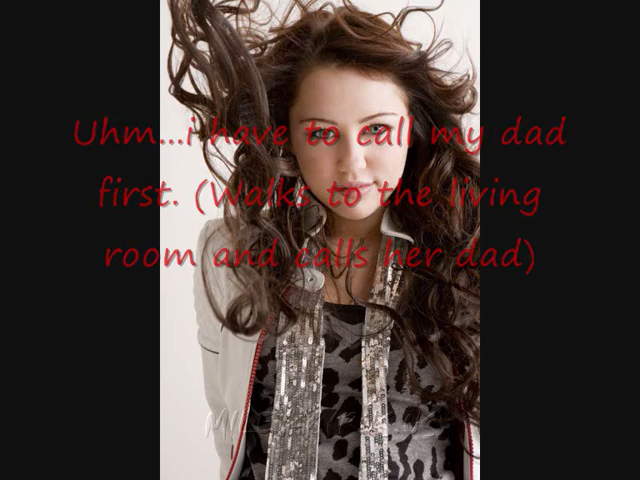 Uhm...i have to call my dad
first. (Walks to the living
room and calls her dad)